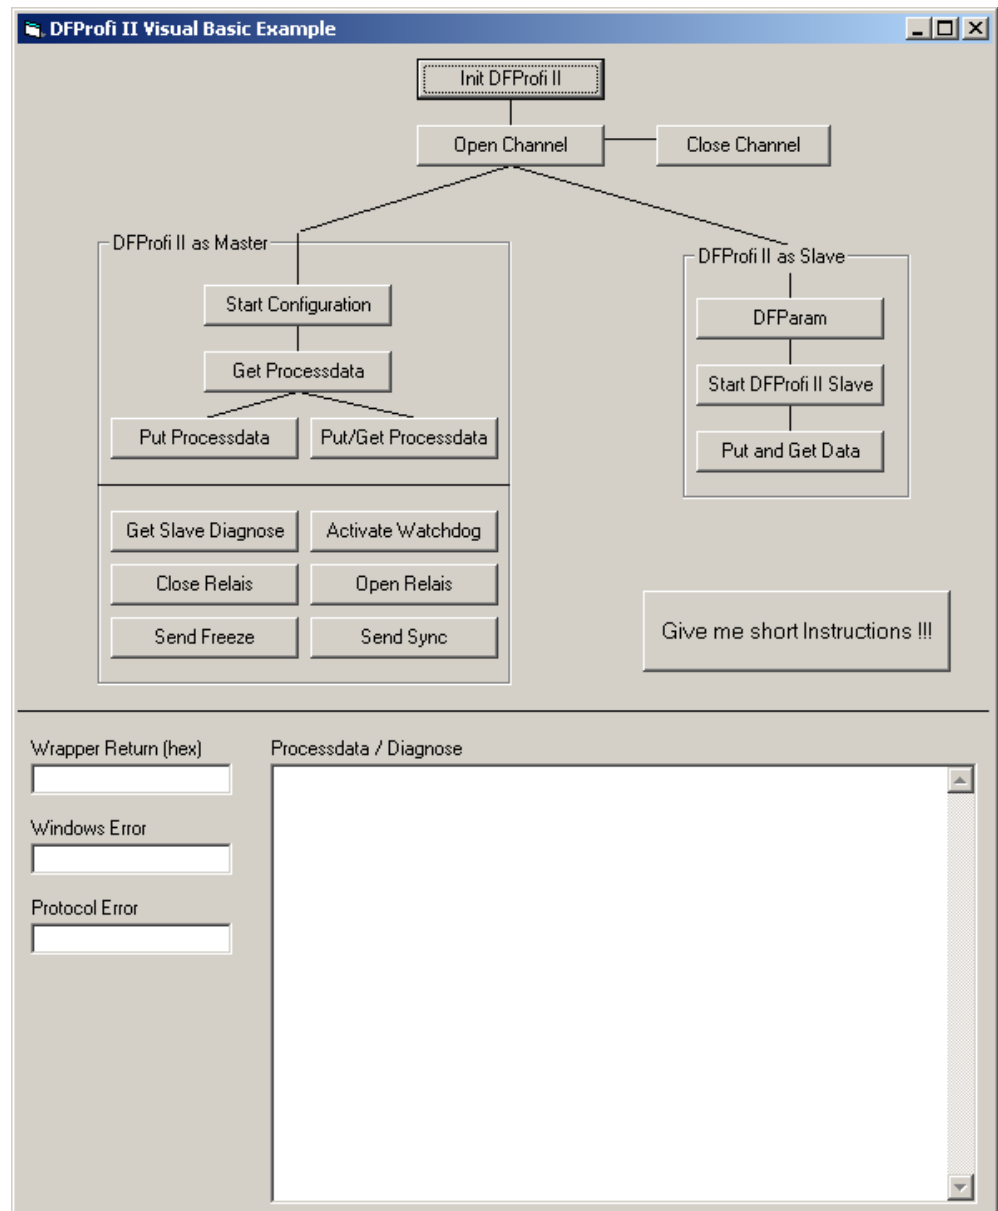 DFProfi II Visual Basic Example
Init DFProfi II
Open Channel
Close Channel
DFProfi II as Master
Start Configuration
Get Processdata
Put Processdata
Put/Get Processdata
Get Slave Diagnose
Activate Watchdog
Close Relais
Open Relais
Send Freeze
Send Sync
DFProfi II as Slave
DFParam
Start DFProfi II Slave
Put and Get Data
Give me short Instructions !!!
Wrapper Return (hex)
Windows Error
Protocol Error
Processdata / Diagnose